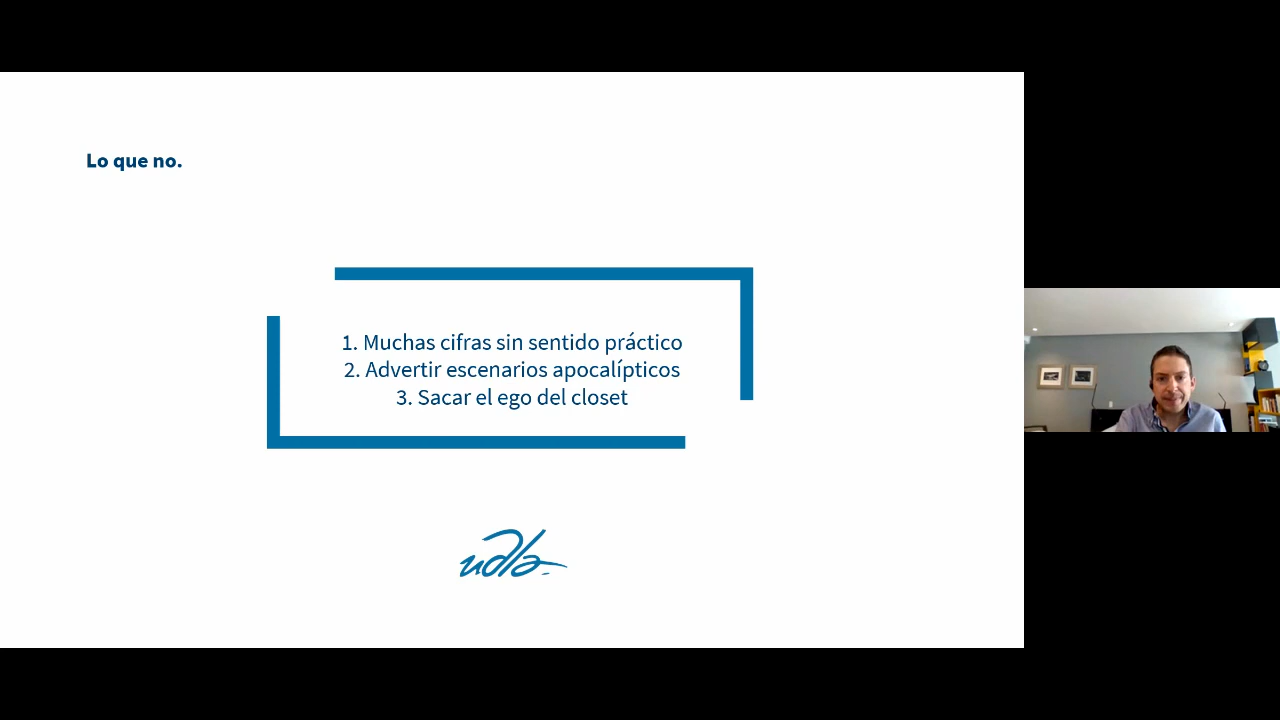 Lo que no.
1. Muchas cifras sin sentido práctico
2. Advertir escenarios apocalípticos
3. Sacar el ego del closet
udla